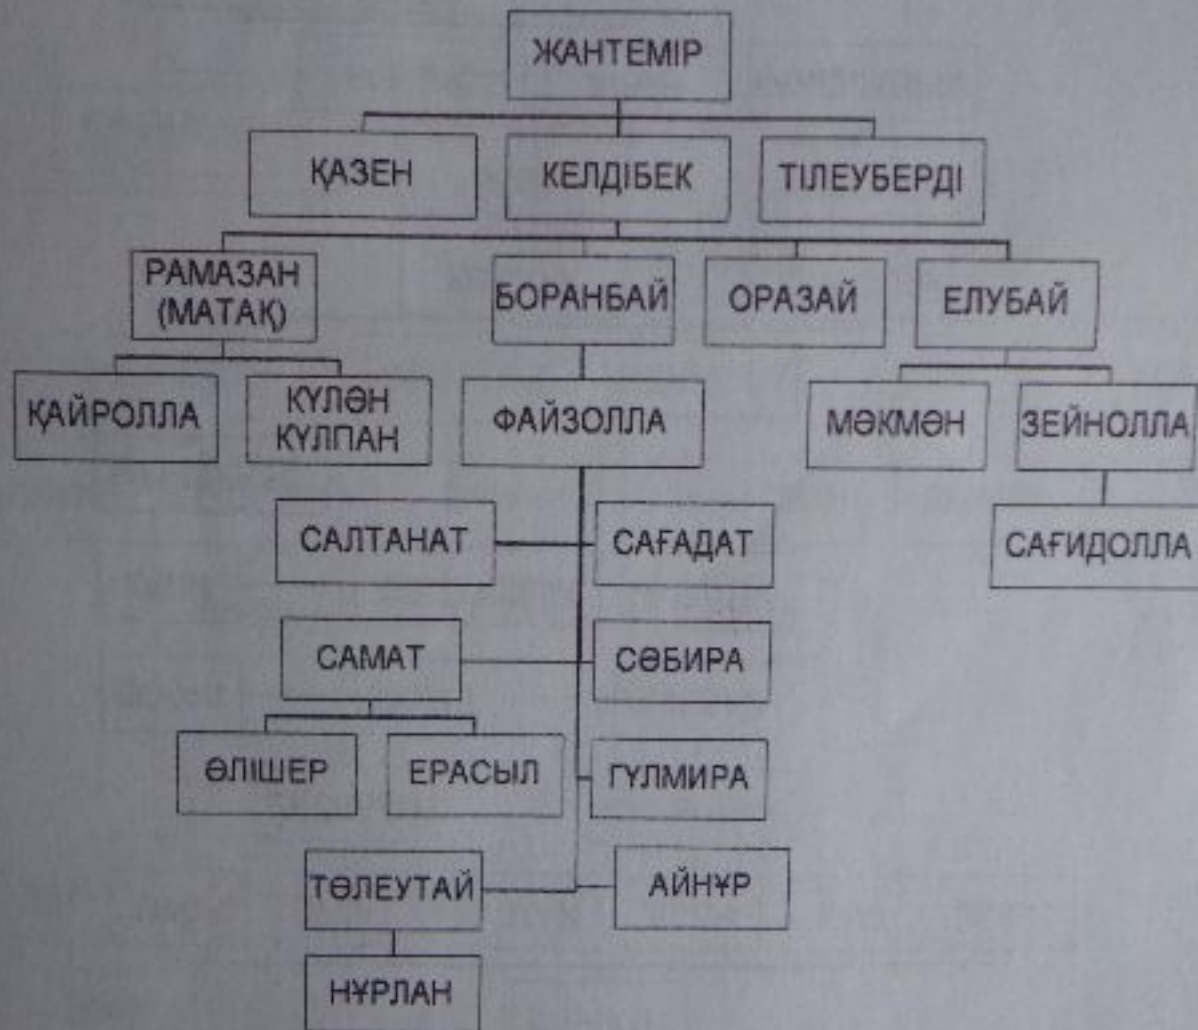 ЖАНТЕМІР
ҚАЗЕН КЕЛДІБЕК ТІЛЕУБЕРДІ
РАМАЗАН
(МАТАҚ)
БОРАНБАЙ ОРАЗАЙ ЕЛУБАЙ
ҚАЙРОЛЛА
КҮЛӘН
КҮЛПАН
ФАЙЗОЛЛА МӘКМӘН ЗЕЙНОЛЛА
САЛТАНАТ САҒАДАТ САҒИДОЛЛА
САМАТ СӘБИРА
ӘЛІШЕР ЕРАСЫЛ ГҮЛМИРА
ТӨЛЕУТАЙ АЙНҰР
НҰРЛАН